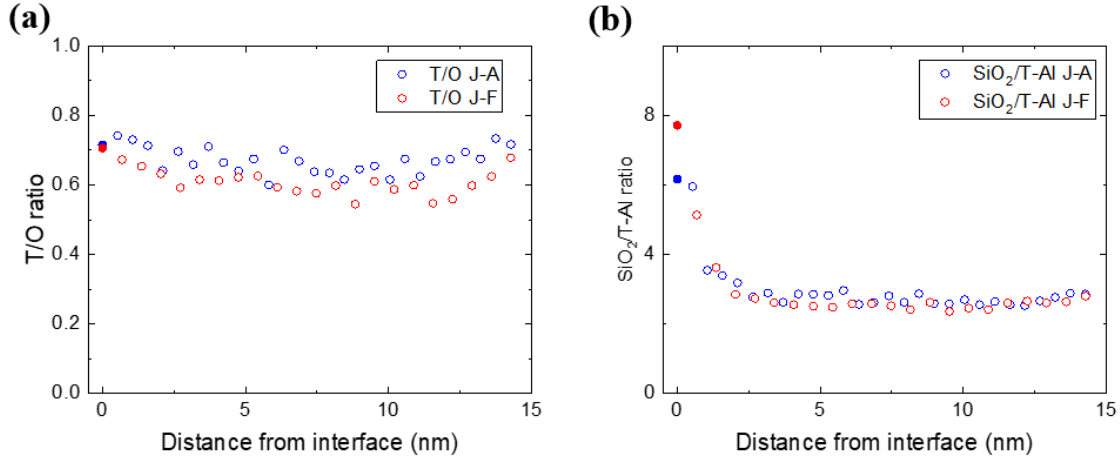 (a)
1.0
0.8
0.6
0.4
0.2
0.0
T/O ratio
T/O J-A
T/O J-F
0
5
10
15
Distance from interface (nm)
(b)
8
4
0
SiO₂/T-Al ratio
SiO₂/T-Al J-A
SiO₂/T-Al J-F
0
5
10
15
Distance from interface (nm)